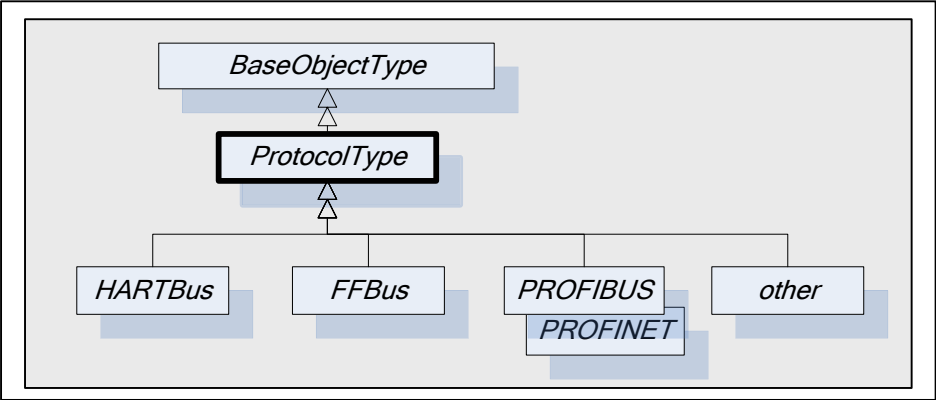 BaseObjectType
ProtocolType
HARTBus
FFBus
PROFIBUS
other
PROFINET